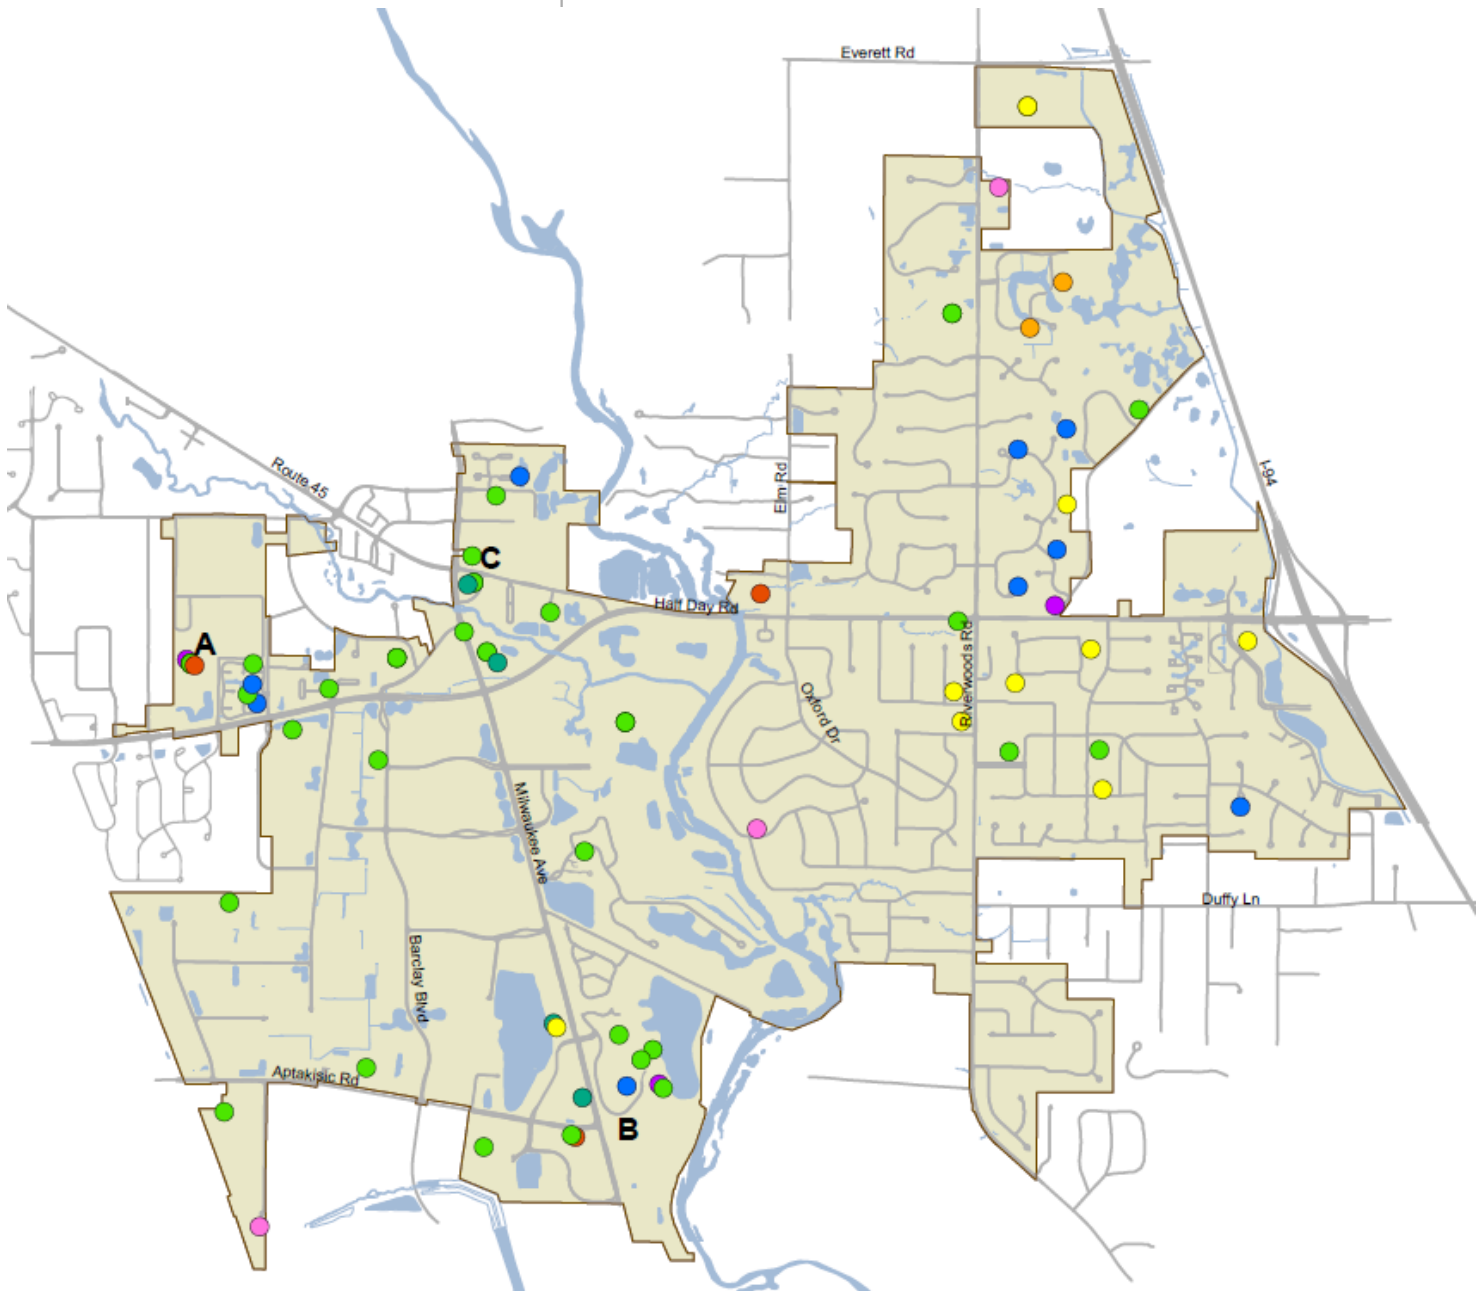 Everett Rd
Route 45
Elm Rd
I-94
C
Half Day Rd
A
Riverwoods Rd
Oxford Dr
Milwaukee Ave
Duffy Ln
Barclay Blvd
Aptakisic Rd
B